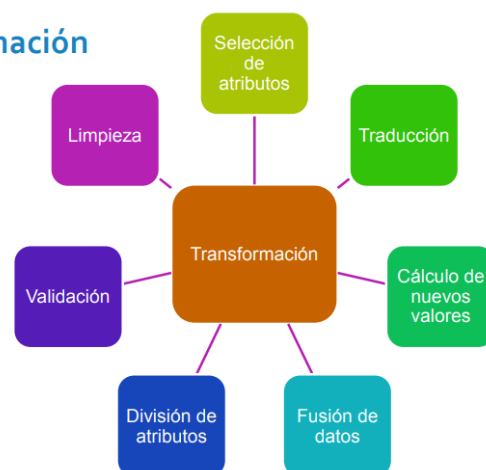 mación
Selección
de
atributos
Limpieza
Traducción
Transformación
Validación
Cálculo de
nuevos
valores
División de
atributos
Fusión de
datos